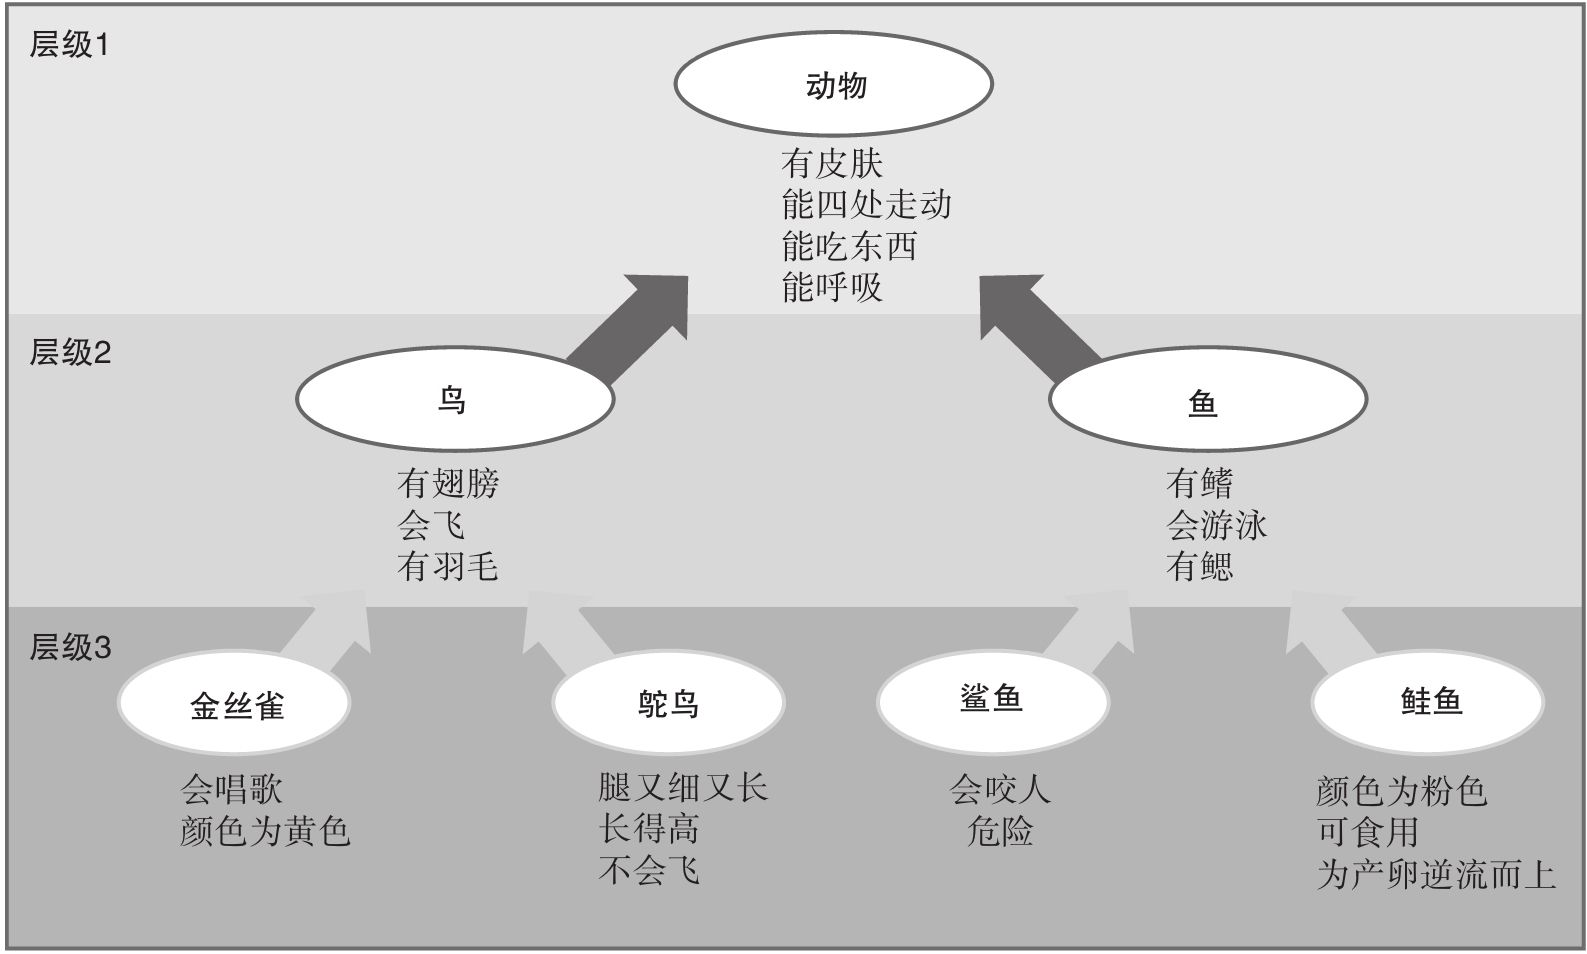 层级1
动物
有皮肤
能四处走动
能吃东西
能呼吸
层级2
鸟
有翅膀
会飞
有羽毛
鱼
有鳍
会游泳
有鳃
层级3
金丝雀
会唱歌
颜色为黄色
鸵鸟
腿又细又长
长得高
不会飞
鲨鱼
会咬人
危险
鲑鱼
颜色为粉色
可食用
为产卵逆流而上